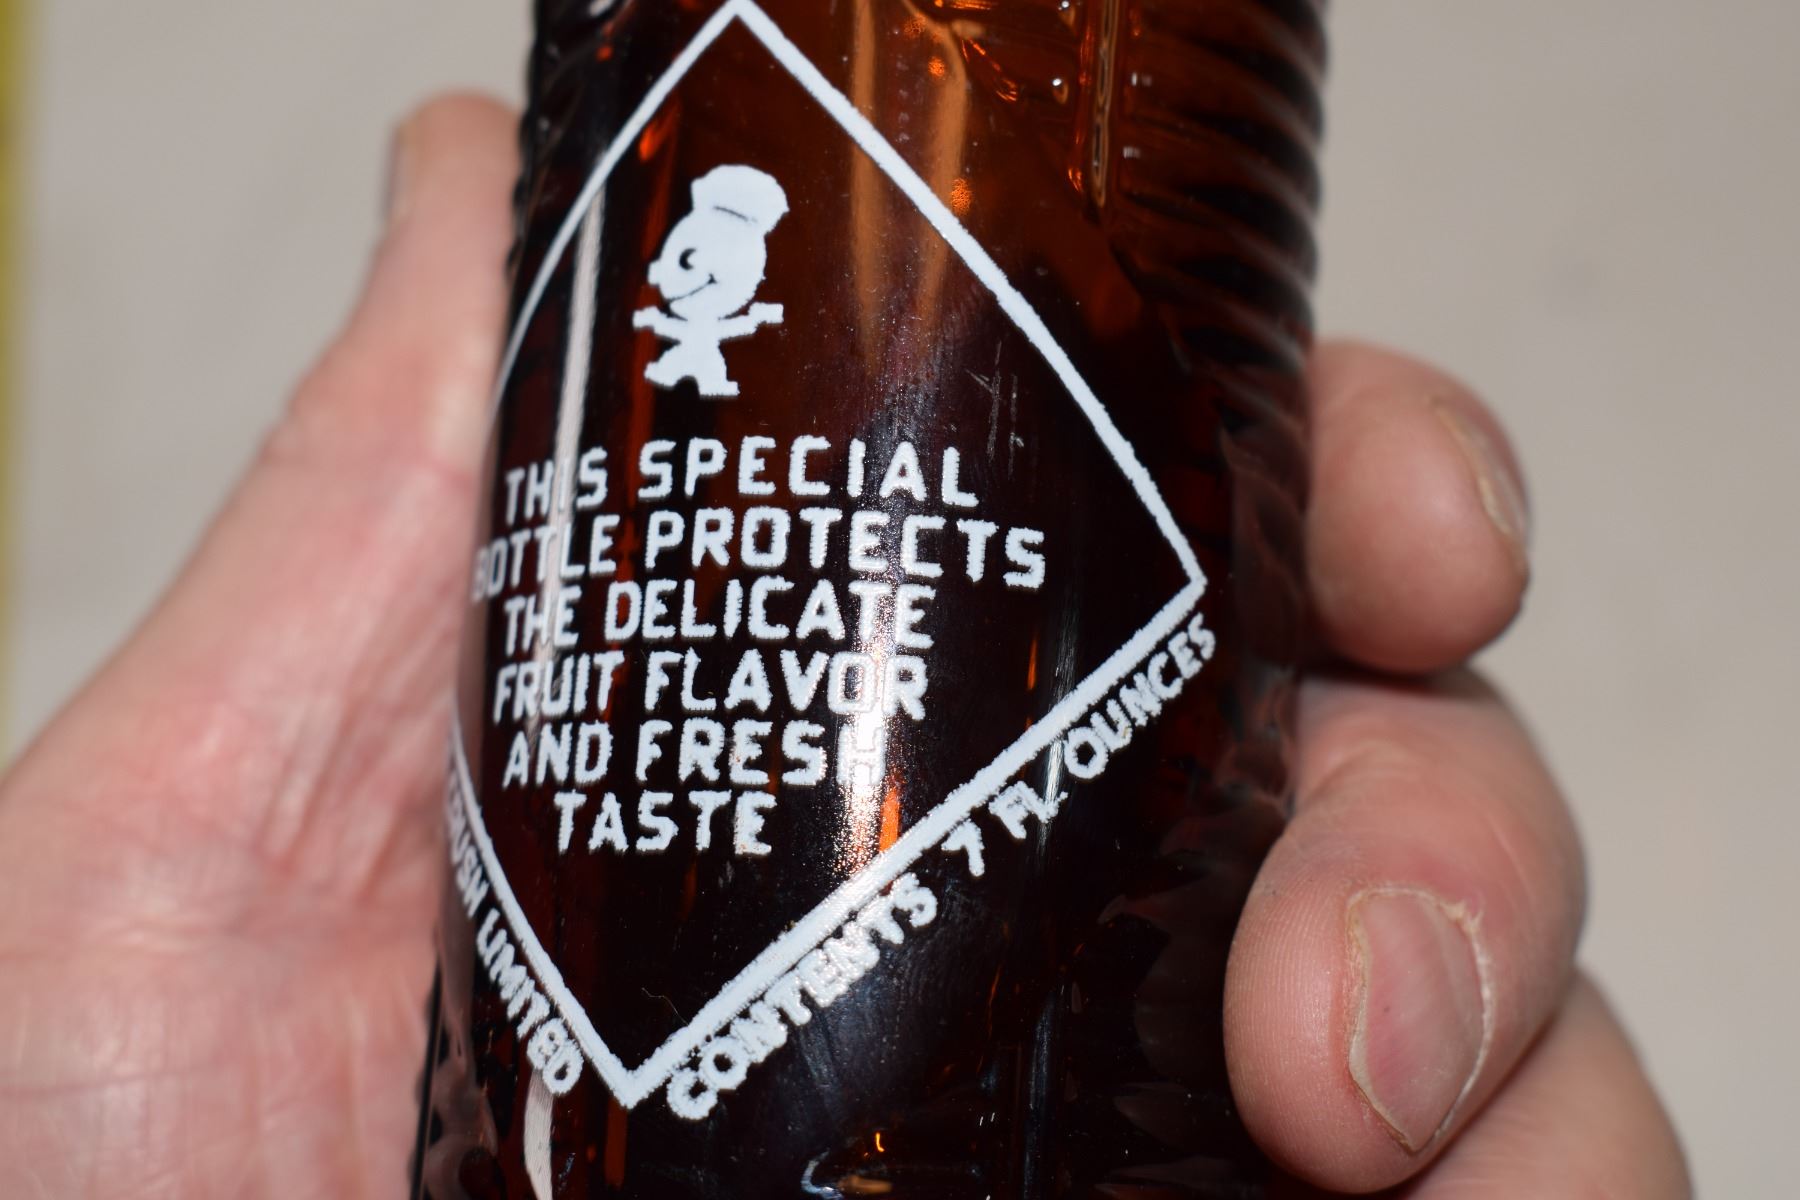 THIS SPECIAL
BOTTLE PROTECTS
THE DELICATE
FRUIT FLAVOR
AND FRESH
TASTE
LIMITED
CONTENTS 7 FL. OUNCES